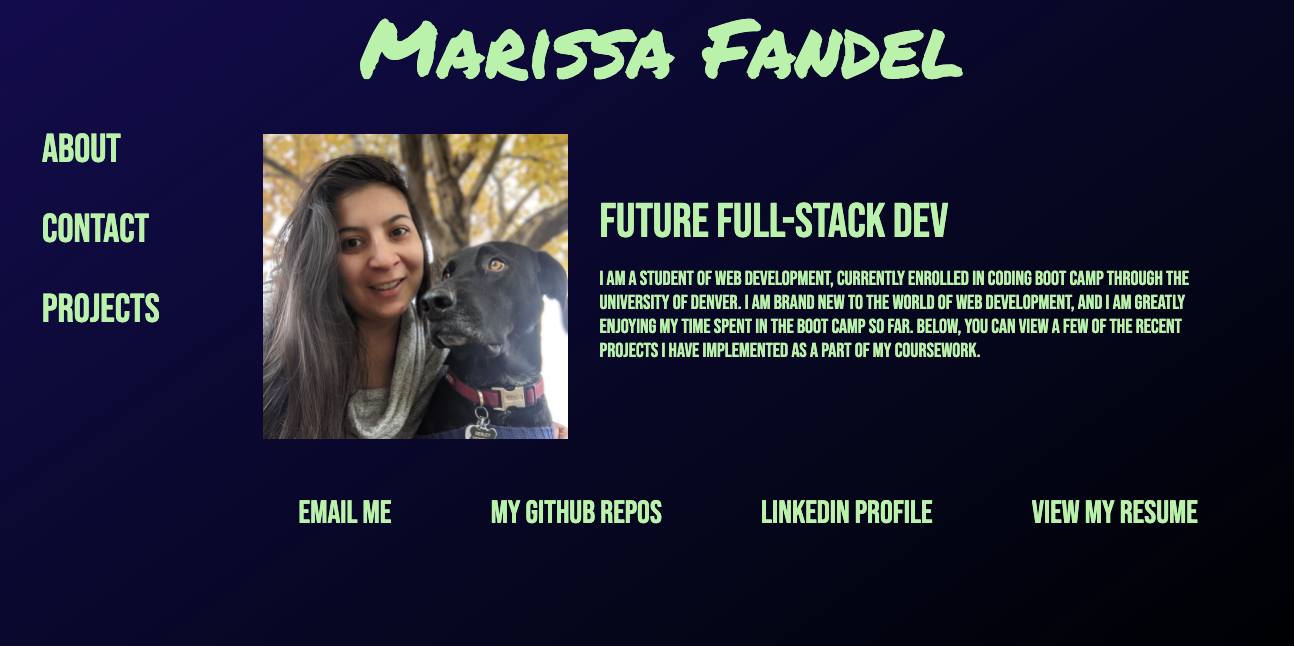 MARISSA FANDEL
ABOUT
CONTACT
PROJECTS
FUTURE FULL-STACK DEV
I AM A STUDENT OF WEB DEVELOPMENT, CURRENTLY ENROLLED IN CODING BOOT CAMP THROUGH THE
UNIVERSITY OF DENVER. I AM BRAND NEW TO THE WORLD OF WEB DEVELOPMENT, AND I AM GREATLY
ENJOYING MY TIME SPENT IN THE BOOT CAMP SO FAR. BELOW, YOU CAN VIEW A FEW OF THE RECENT
PROJECTS I HAVE IMPLEMENTED AS A PART OF MY COURSEWORK.
EMAIL ME
MY GITHUB REPOS
LINKEDIN PROFILE
VIEW MY RESUME